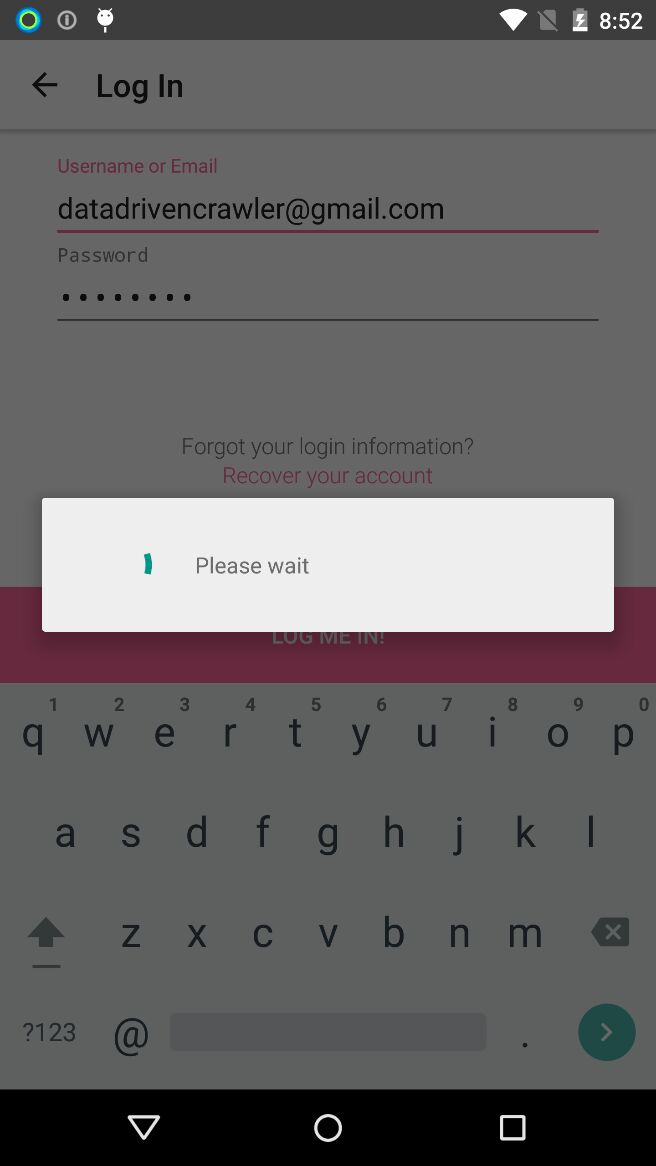 8:52
Log In
Username or Email
datadrivencrawler@gmail.com
Password
••••••••
Forgot your login information?
Recover your account
Please wait
LOG ME IN!
1 2 3 4 5 6 7 8 9 0
q w e r t y u i o p
a s d f g h j k l
z x c v b n m
?123 @ .